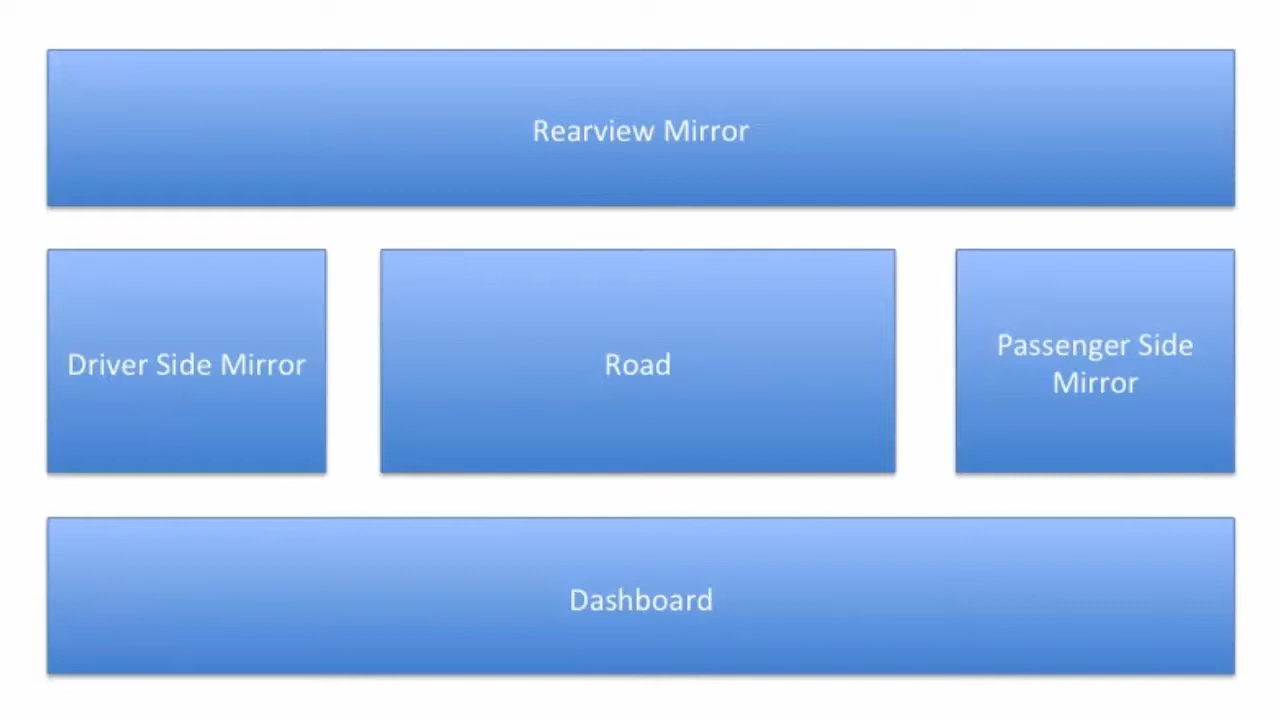 Rearview Mirror
Driver Side Mirror
Road
Passenger Side
Mirror
Dashboard